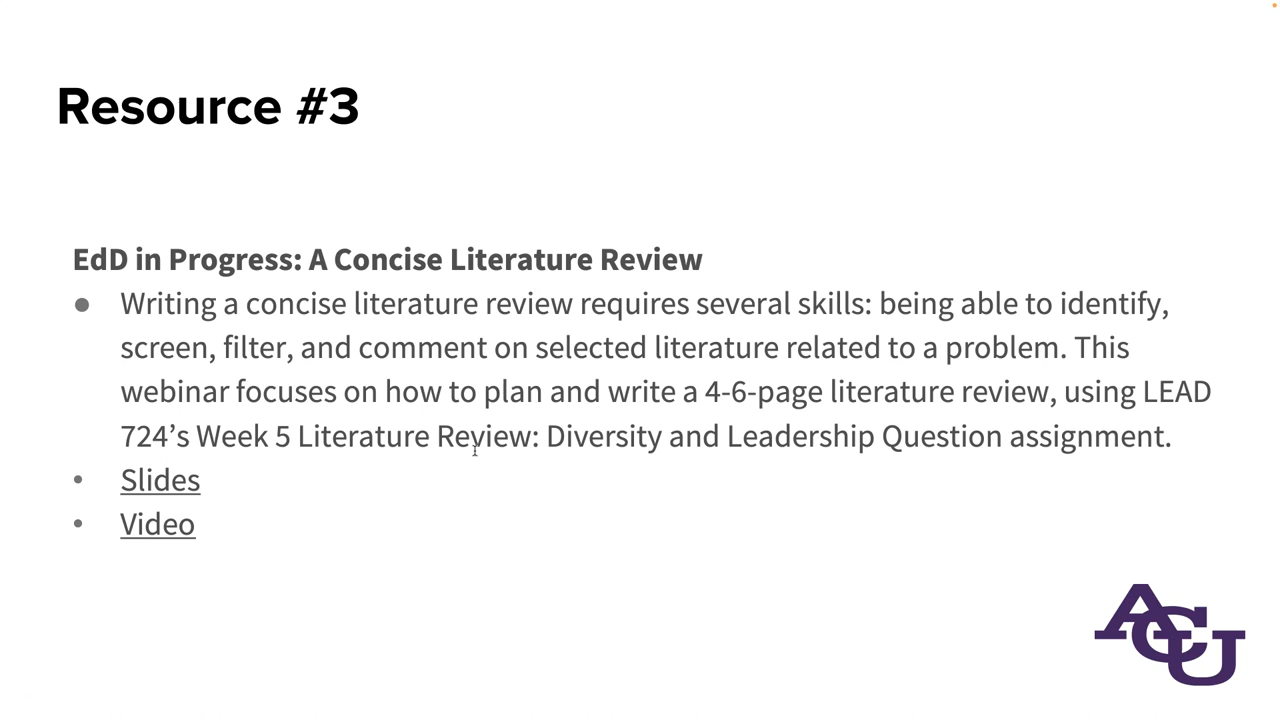 Resource #3
EdD in Progress: A Concise Literature Review
● Writing a concise literature review requires several skills: being able to identify,
screen, filter, and comment on selected literature related to a problem. This
webinar focuses on how to plan and write a 4-6-page literature review, using LEAD
724’s Week 5 Literature Review: Diversity and Leadership Question assignment.
• Slides
• Video
ACU